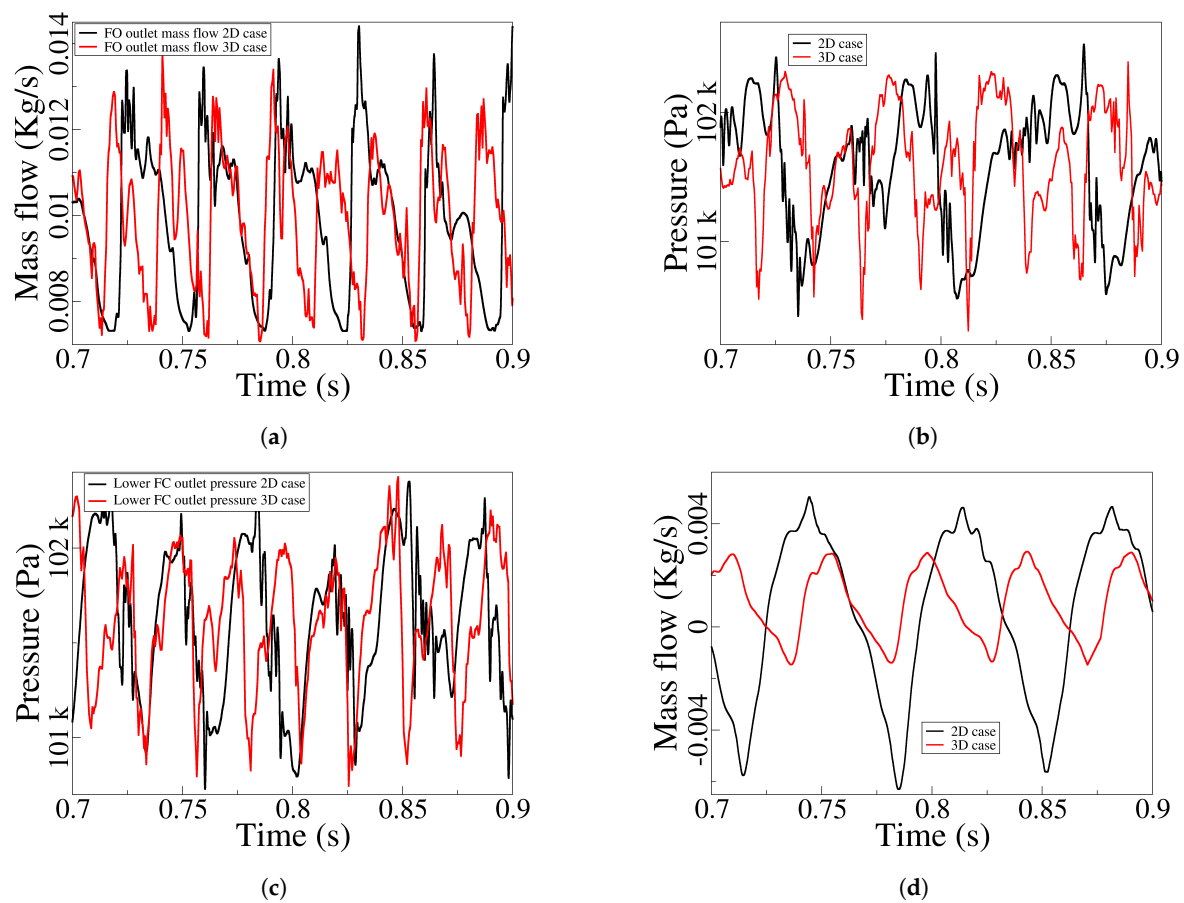 FO outlet mass flow 2D case
FO outlet mass flow 3D case
Mass flow (Kg/s)
0.014
0.012
0.01
0.008
0.7 0.75 0.8 0.85 0.9
Time (s)
(a)
2D case
3D case
Pressure (Pa)
102 k
101 k
0.7 0.75 0.8 0.85 0.9
Time (s)
(b)
Lower FC outlet pressure 2D case
Lower FC outlet pressure 3D case
Pressure (Pa)
102 k
101 k
0.7 0.75 0.8 0.85 0.9
Time (s)
(c)
Mass flow (Kg/s)
0.004
0
-0.004
2D case
3D case
0.7 0.75 0.8 0.85 0.9
Time (s)
(d)